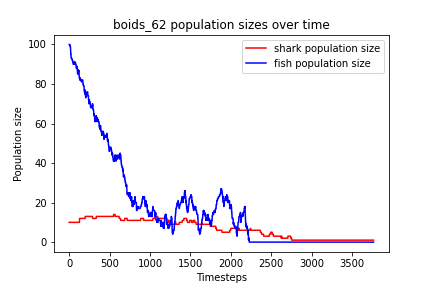 boids_62 population sizes over time
100
80
60
40
20
0
Population size
shark population size
fish population size
0 500 1000 1500 2000 2500 3000 3500
Timesteps